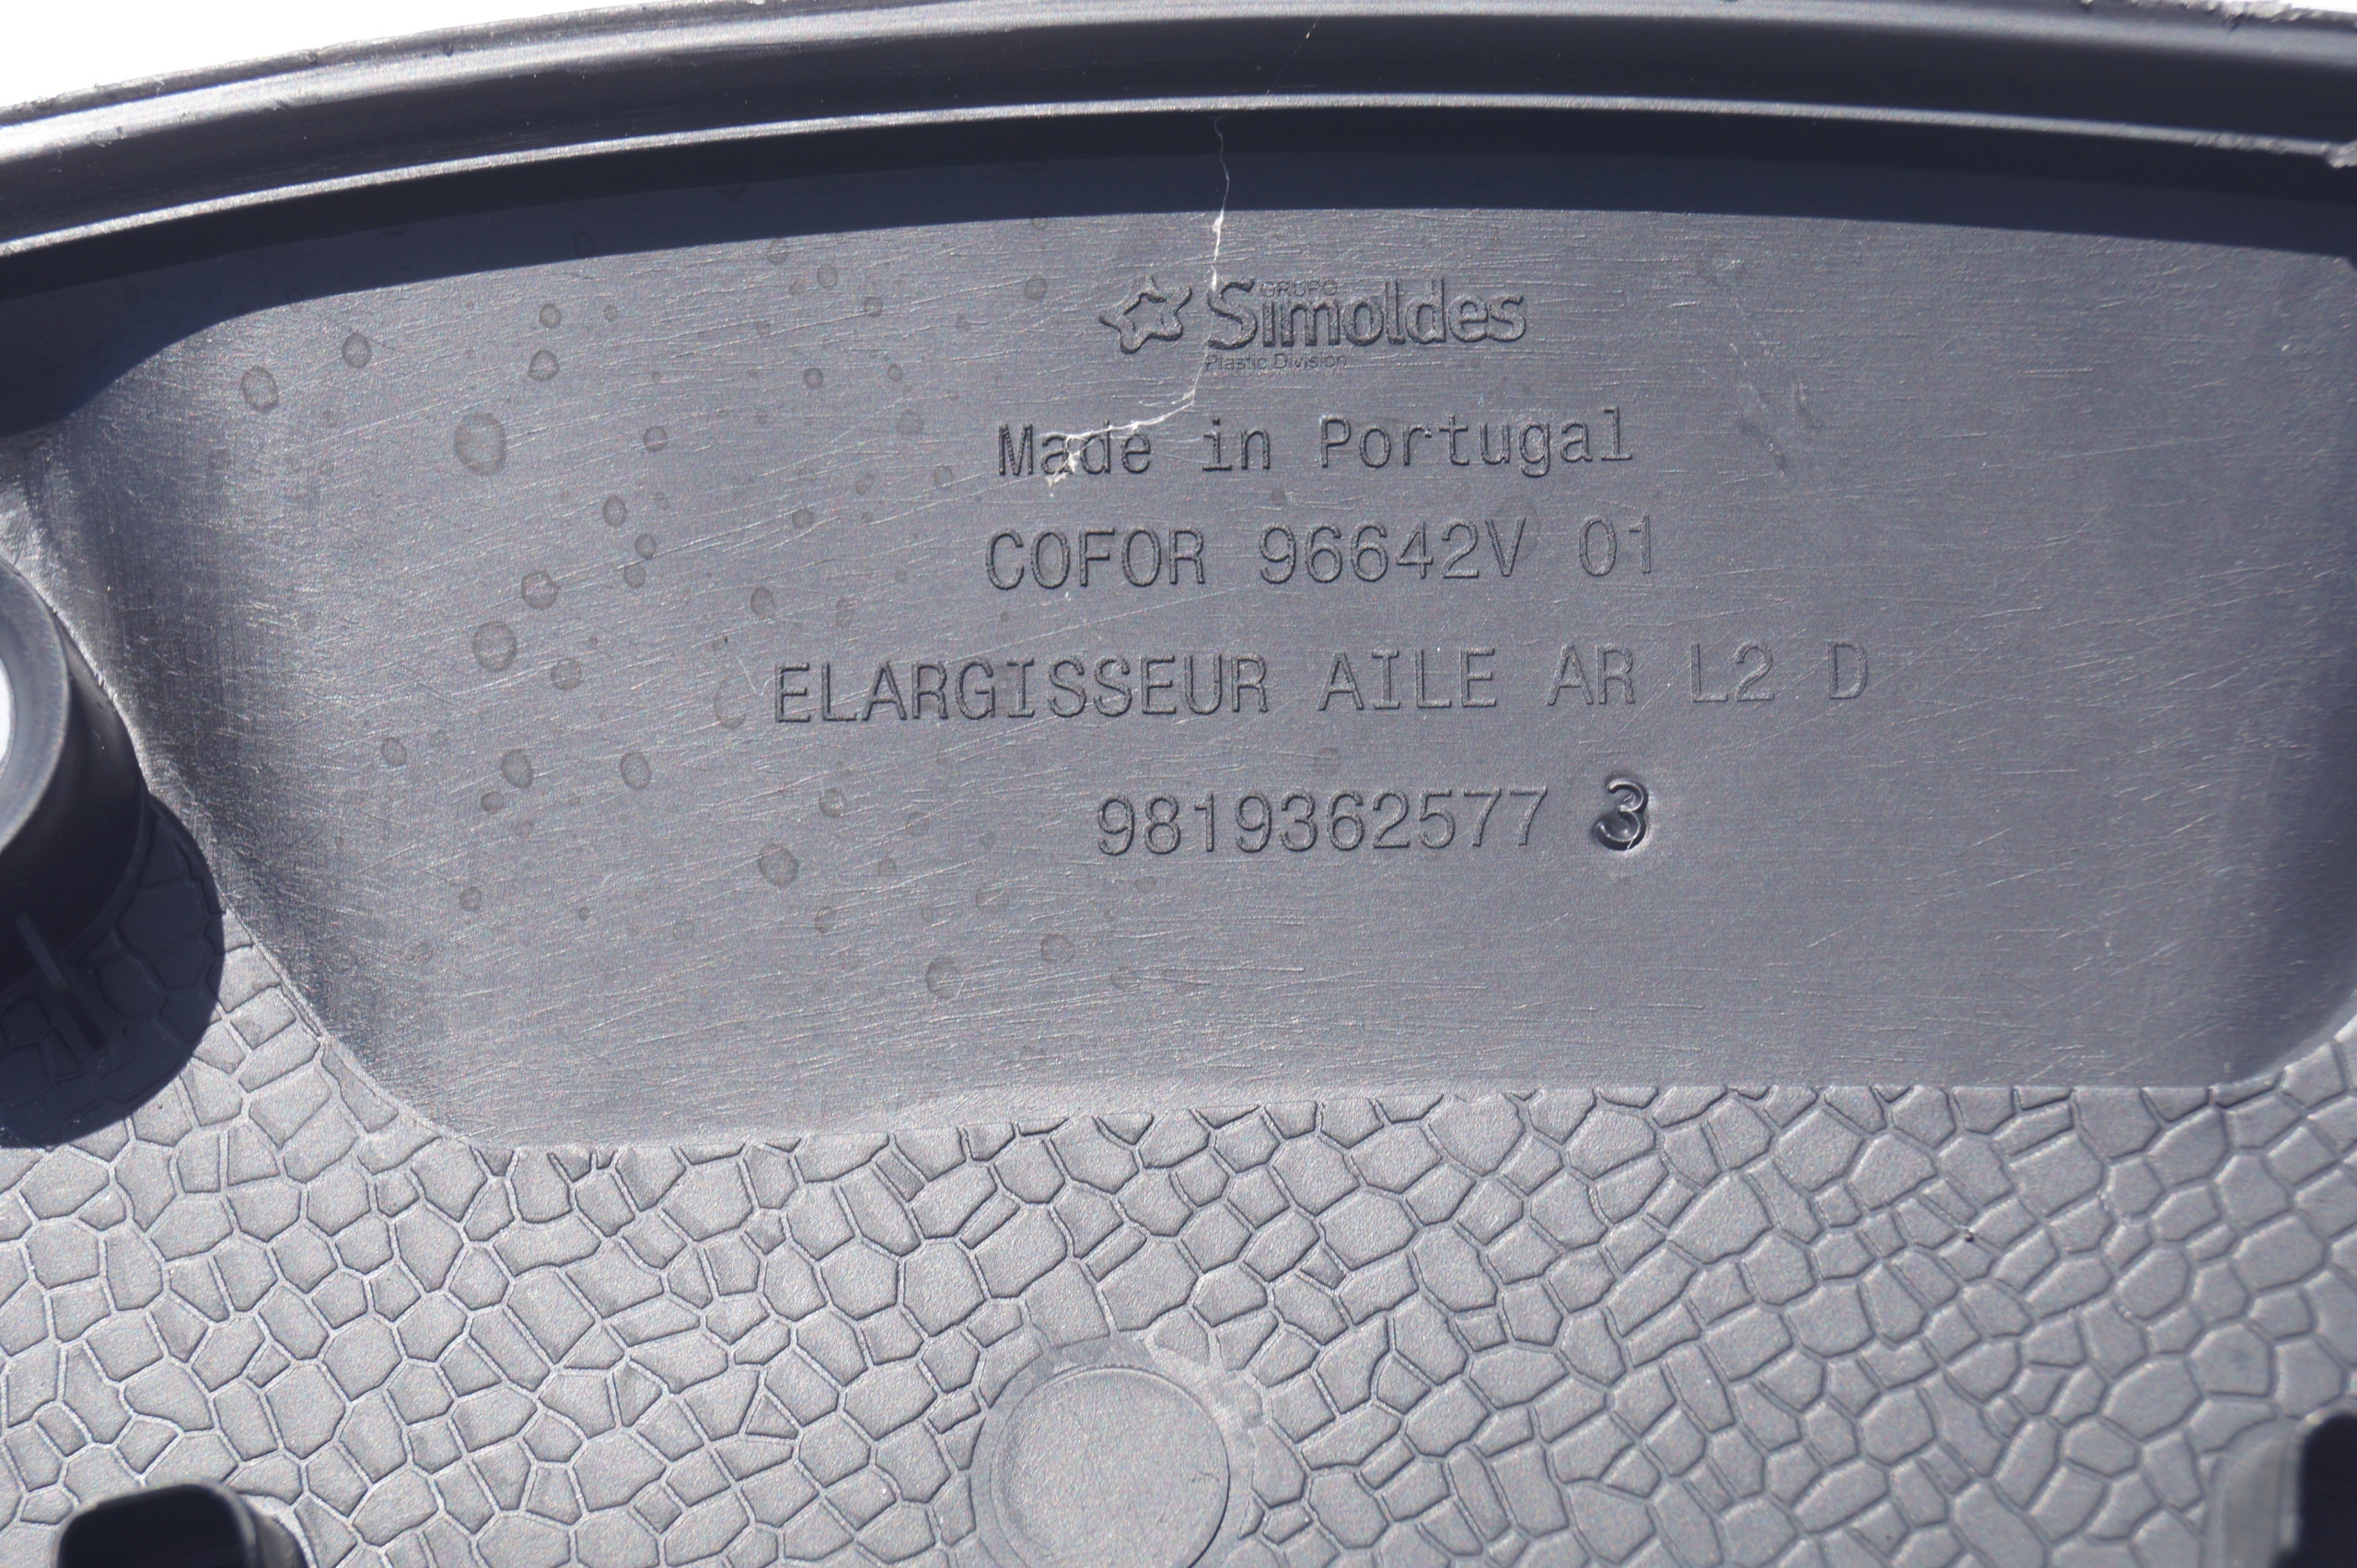 GRUPO
Simoldes
Plastic Division
Made in Portugal
COFOR 96642V 01
ELARGISSEUR AILE AR L2 D
9819362577 3